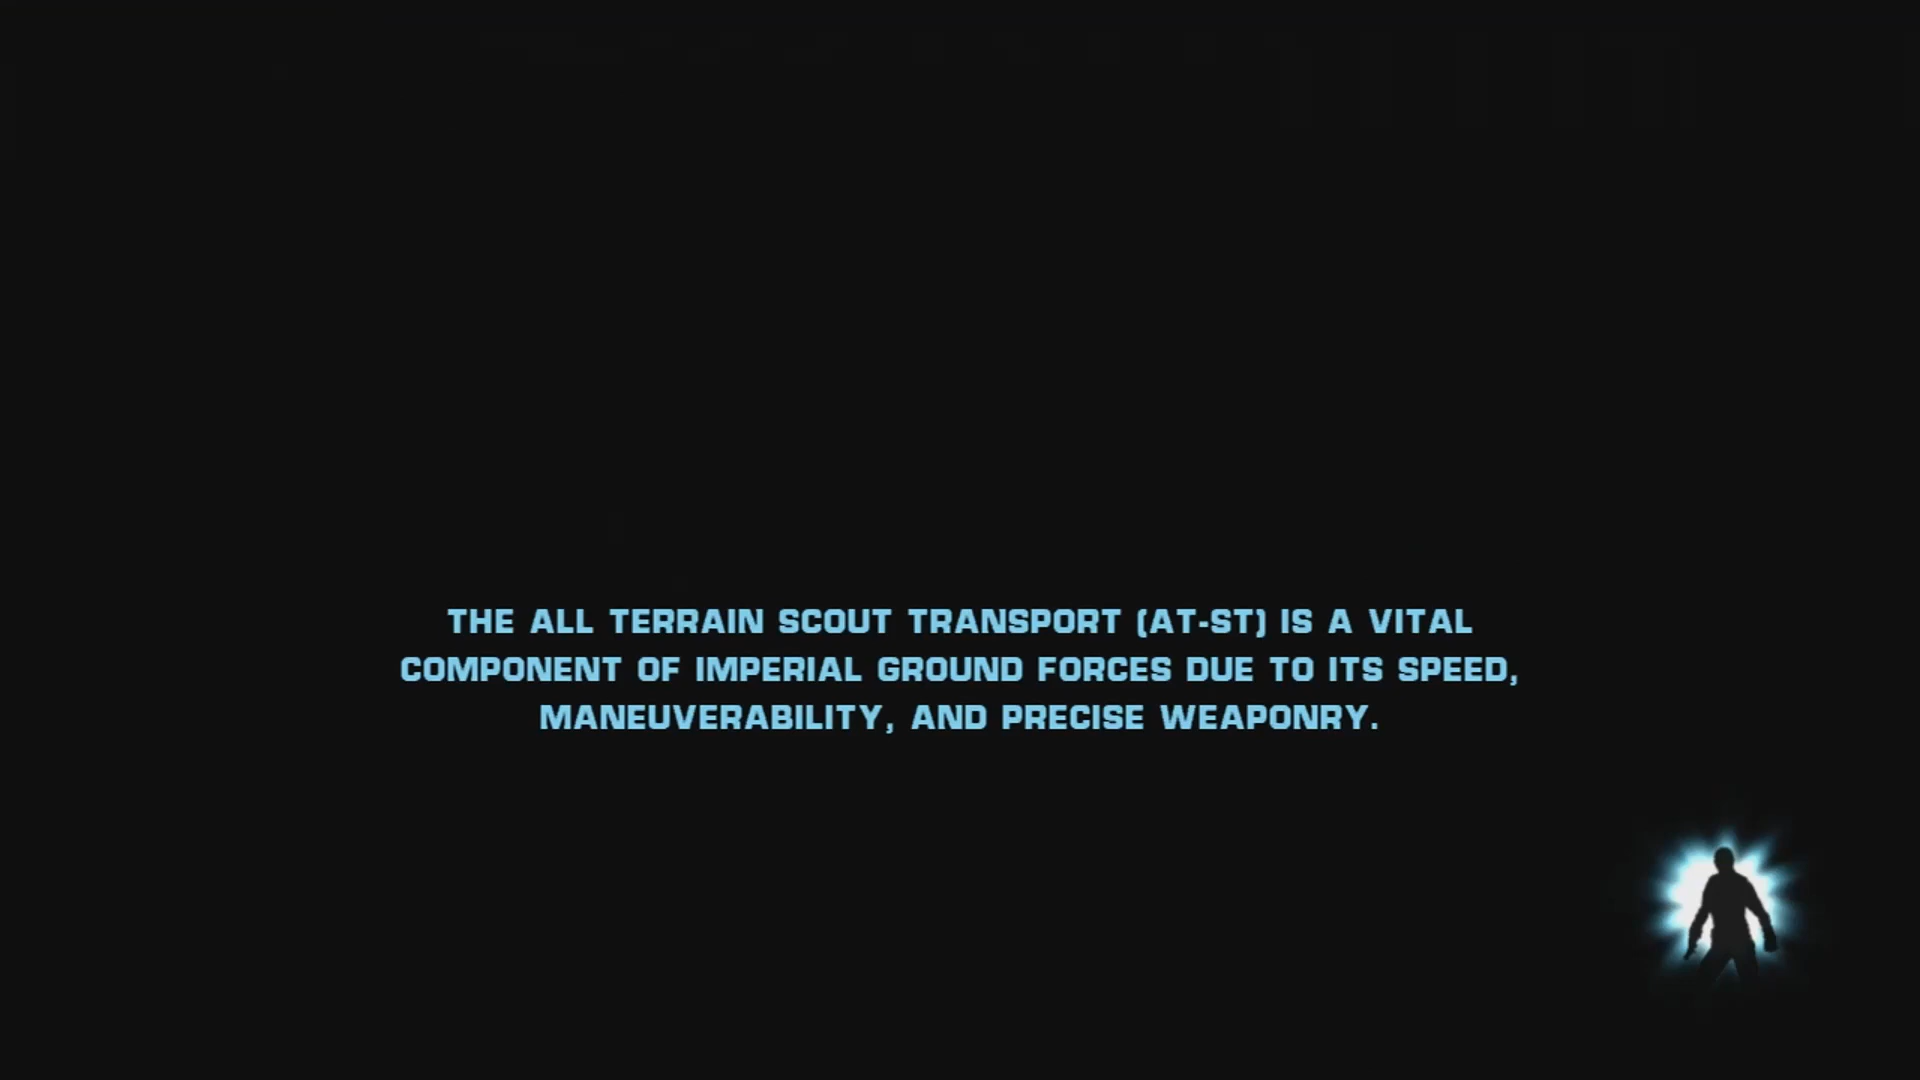 THE ALL TERRAIN SCOUT TRANSPORT (AT-ST) IS A VITAL
COMPONENT OF IMPERIAL GROUND FORCES DUE TO ITS SPEED,
MANEUVERABILITY, AND PRECISE WEAPONRY.